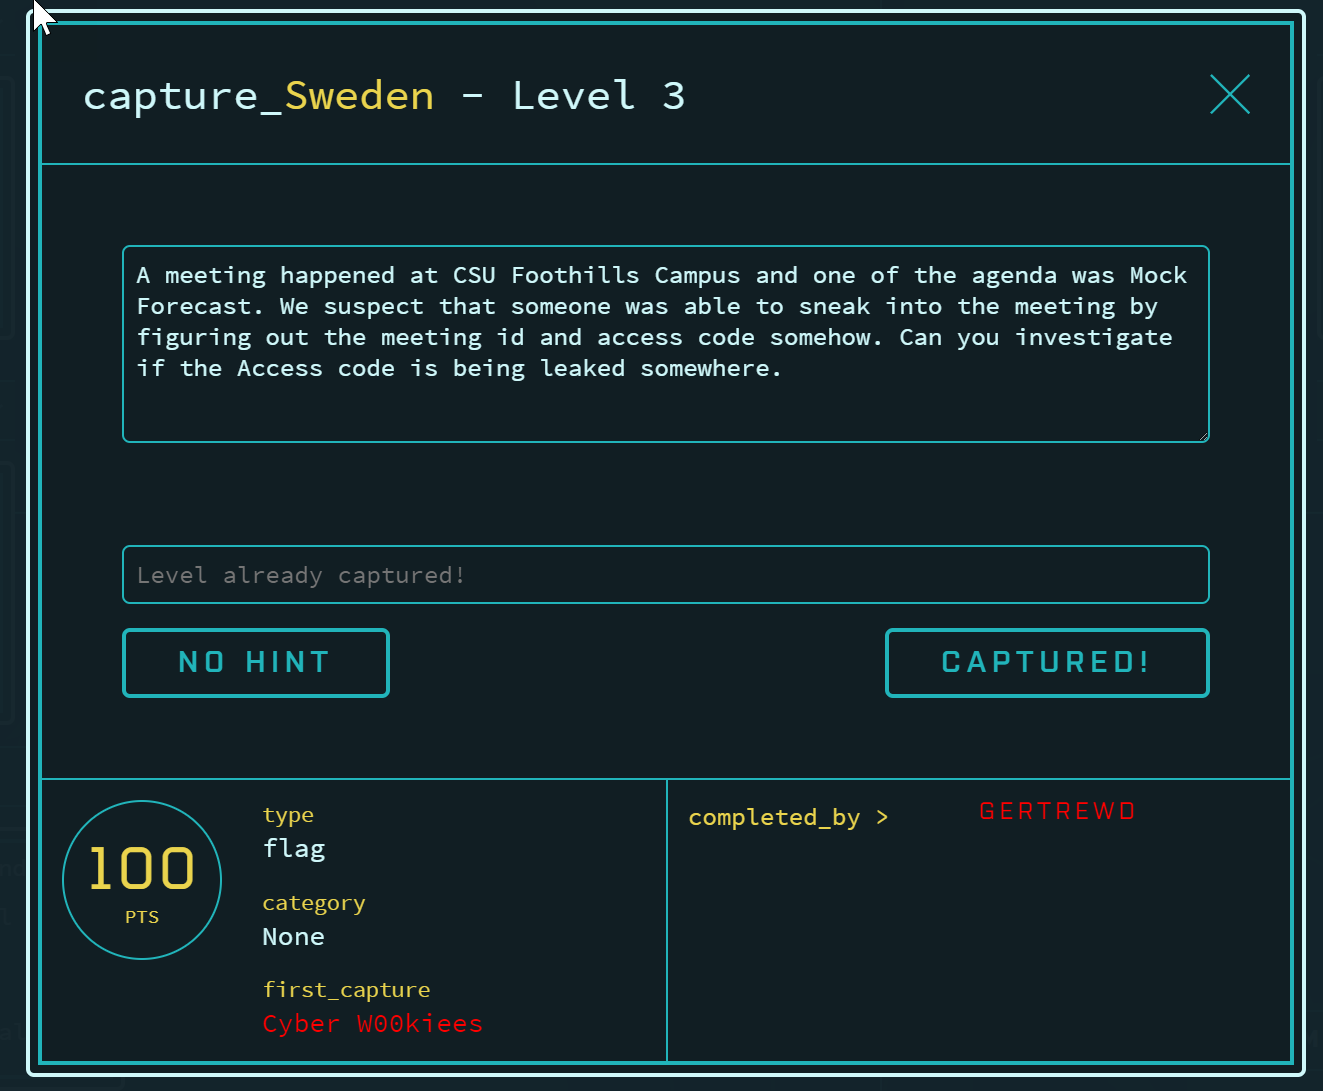 capture_Sweden - Level 3
A meeting happened at CSU Foothills Campus and one of the agenda was Mock
Forecast. We suspect that someone was able to sneak into the meeting by
figuring out the meeting id and access code somehow. Can you investigate
if the Access code is being leaked somewhere.
Level already captured!
NO HINT
CAPTURED!
100
PTS
type
flag
category
None
first_capture
Cyber W00kiees
completed_by >
GERTREWD